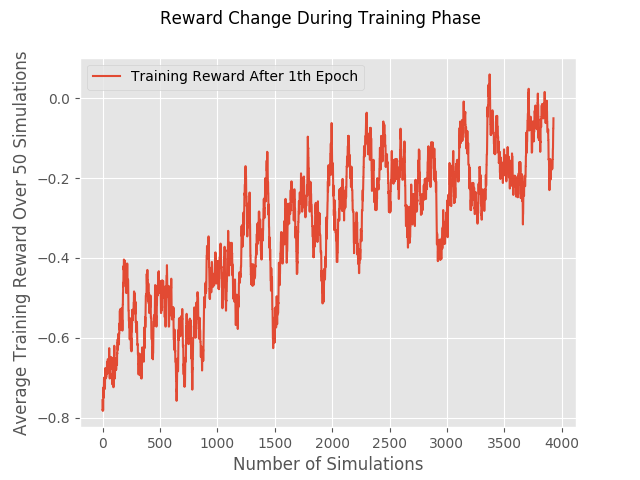 Reward Change During Training Phase
Training Reward After 1th Epoch
Average Training Reward Over 50 Simulations
0.0
−0.2
−0.4
−0.6
−0.8
0 500 1000 1500 2000 2500 3000 3500 4000
Number of Simulations